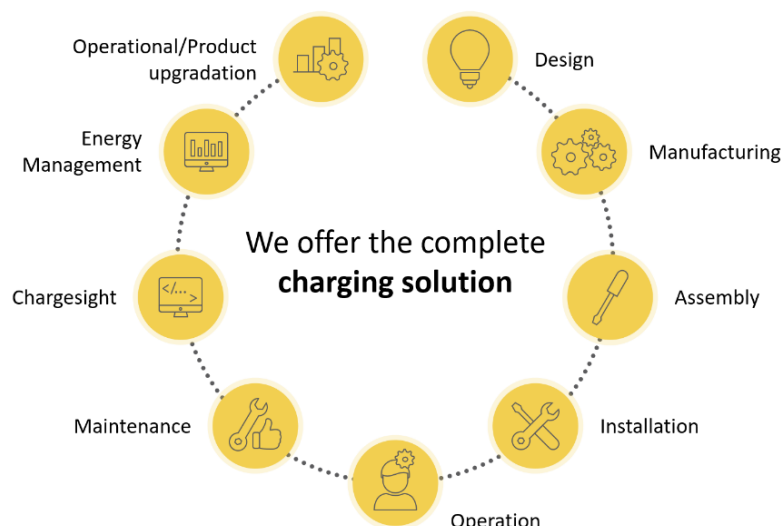 Operational/Product
upgradation
Design
Energy
Management
Manufacturing
We offer the complete
charging solution
Chargesight
</...
>
Assembly
Maintenance
Installation
Operation